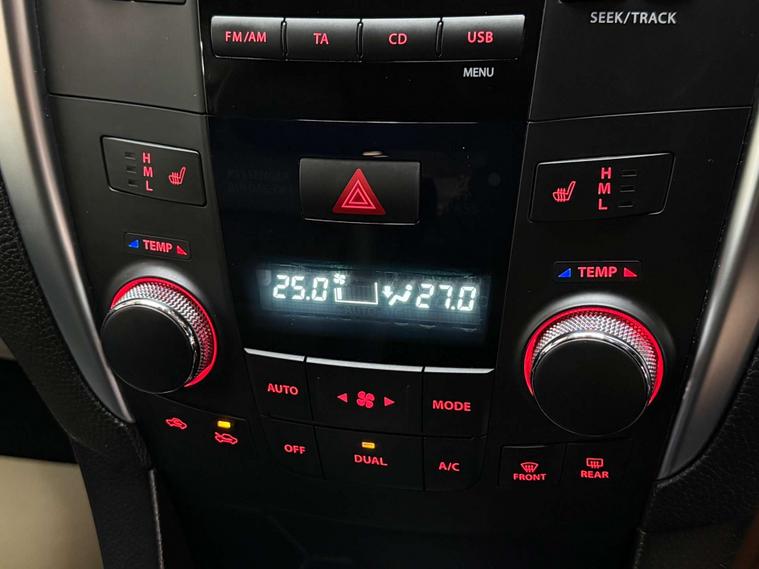 FM/AM TA CD USB
SEEK/TRACK
MENU
H
M
L
H
M
L
PASSENGER
TEMP
TEMP
25.0 27.0
AUTO
MODE
OFF
DUAL
A/C
FRONT
REAR